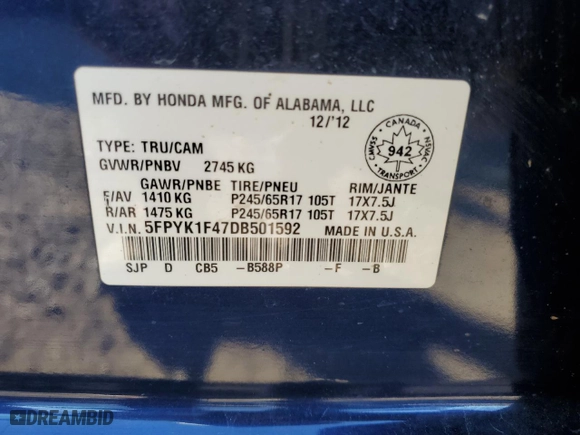 MFD. BY HONDA MFG. OF ALABAMA, LLC
12/'12
TYPE: TRU/CAM
GVWR/PNBV 2745 KG
GAWR/PNBE TIRE/PNEU RIM/JANTE
F/AV 1410 KG P245/65R17 105T 17X7.5J
R/AR 1475 KG P245/65R17 105T 17X7.5J
V.I.N. 5FPYK1F47DB501592 MADE IN U.S.A.
SJP D CB5 –B588P –F –B
CANADA
CMVSS 942 NSVAC
TRANSPORT
DREAMBID